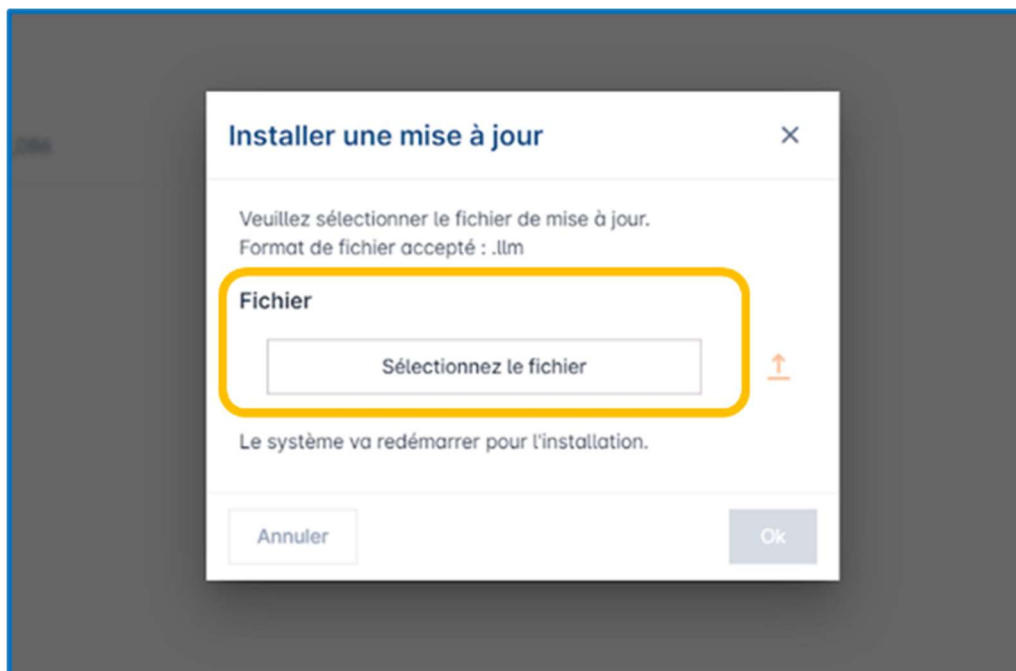 Installer une mise à jour
Veuillez sélectionner le fichier de mise à jour.
Format de fichier accepté : .llm
Fichier
Sélectionnez le fichier
Le système va redémarrer pour l'installation.
Annuler
Ok